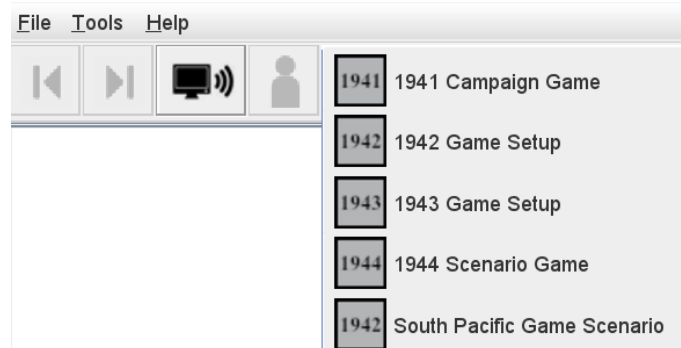 File Tools Help
1941 1941 Campaign Game
1942 1942 Game Setup
1943 1943 Game Setup
1944 1944 Scenario Game
1942 South Pacific Game Scenario